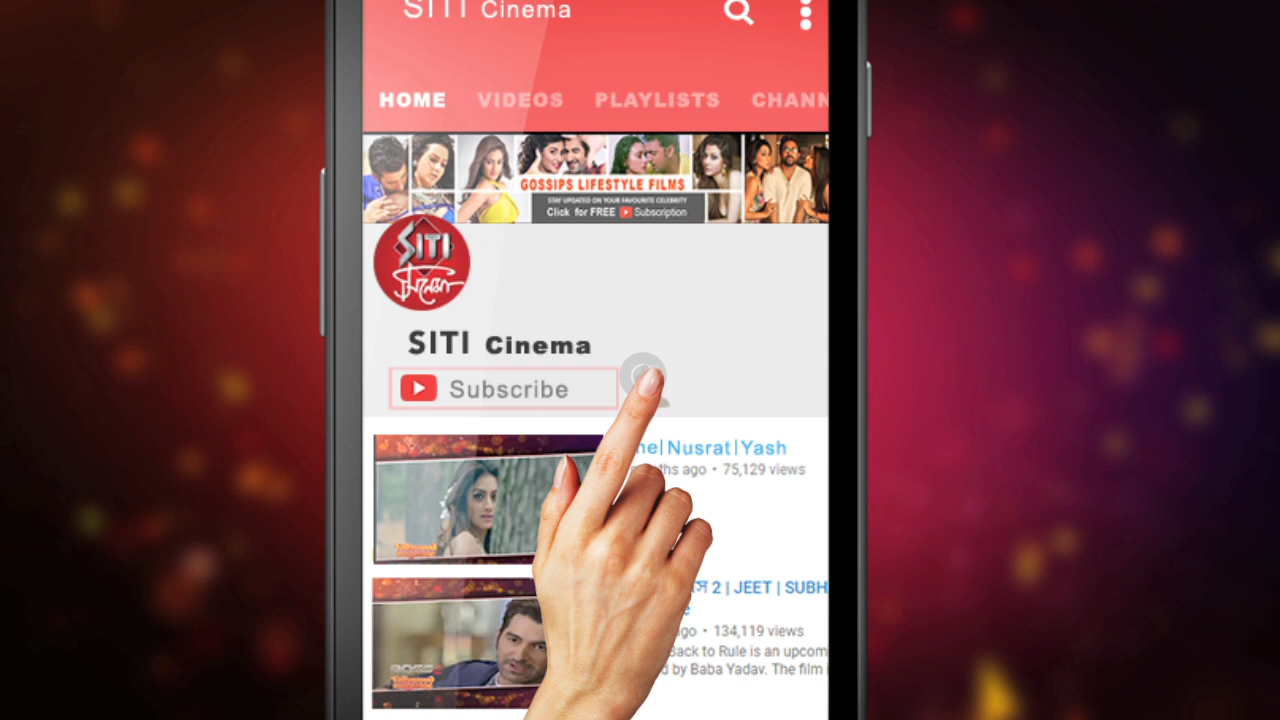 SITI Cinema
HOME VIDEOS PLAYLISTS CHANN
GOSSIPS LIFESTYLE FILMS
STAY UPDATED ON YOUR FAVOURITE CELEBRITY
Click for FREE Subscription
SITI
সিনেমা
SITI Cinema
Subscribe
ne|Nusrat|Yash
ths ago • 75,129 views
2 | JEET | SUBH
e
ago • 134,119 views
Back to Rule is an upcom
d by Baba Yadav. The film
BOSS